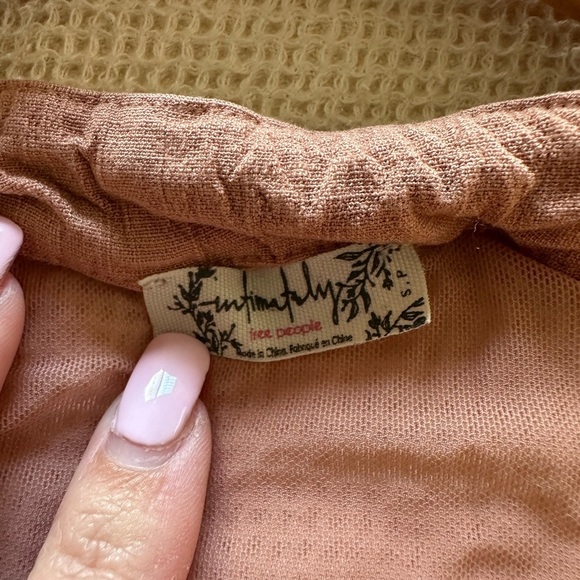 intimately
free people
Made in China. Fabriqué en Chine
S.P